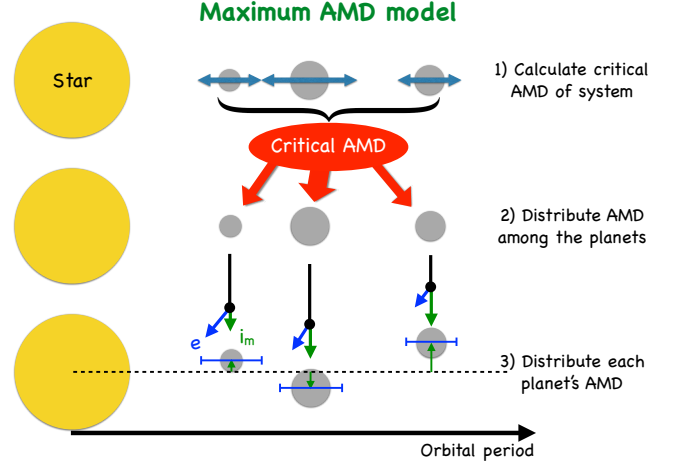 Maximum AMD model
Star
1) Calculate critical
AMD of system
Critical AMD
2) Distribute AMD
among the planets
e
iₘ
3) Distribute each
planet's AMD
Orbital period